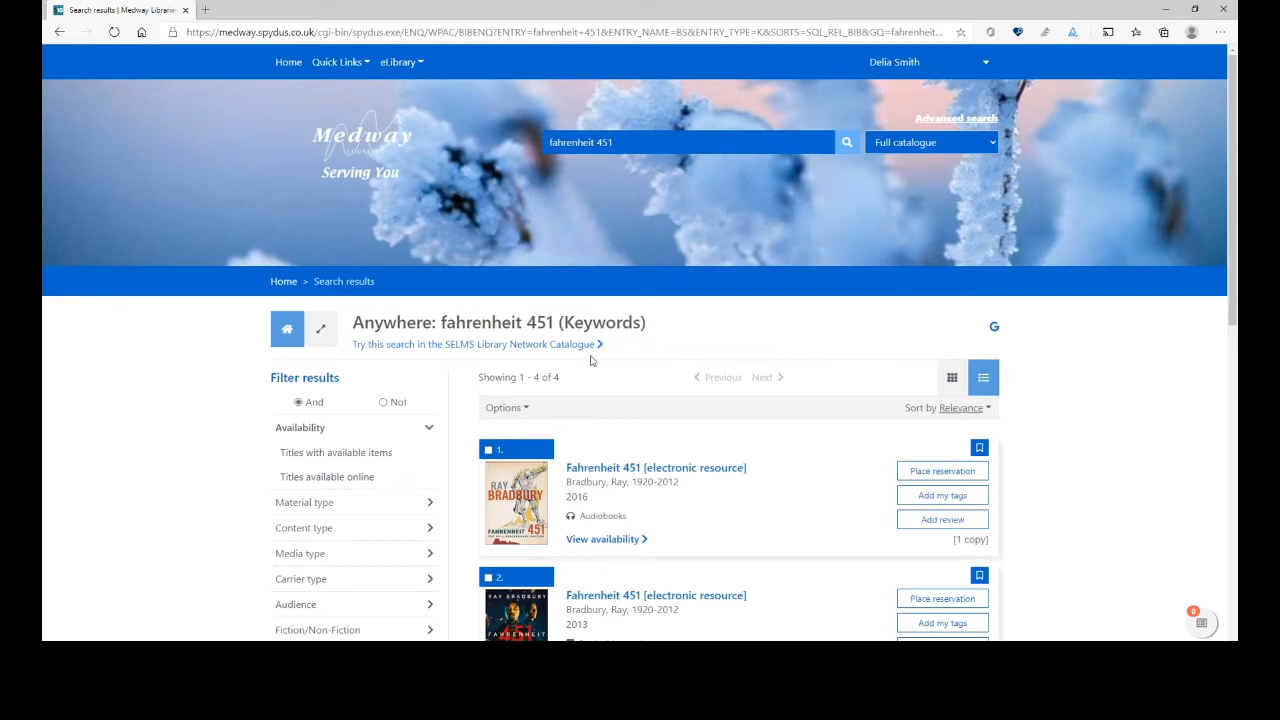 Search results | Medway Librarie
https://medway.spydus.co.uk/cgi-bin/spydus.exe/ENQ/WPAC/BIBENQ?ENTRY=fahrenheit+451&ENTRY_NAME=BS&ENTRY_TYPE=K&SORTS=SQL_REL_BIB&GQ=fahrenheit...
Home Quick Links eLibrary Delia Smith
Advanced search
Medway
COUNCIL
Serving You
fahrenheit 451 Full catalogue
Home > Search results
Anywhere: fahrenheit 451 (Keywords)
Try this search in the SELMS Library Network Catalogue
G
Filter results
And Not
Availability
Titles with available items
Titles available online
Material type
Content type
Media type
Carrier type
Audience
Fiction/Non-Fiction
Showing 1 - 4 of 4 Previous Next
Options Sort by Relevance
1.
RAY
BRADBURY
FAHRENHEIT 451
Fahrenheit 451 [electronic resource]
Bradbury, Ray, 1920-2012
2016
Audiobooks
View availability
Place reservation
Add my tags
Add review
[1 copy]
2.
RAY BRADBURY
451
FAHRENHEIT
Fahrenheit 451 [electronic resource]
Bradbury, Ray, 1920-2012
2013
Place reservation
Add my tags
0